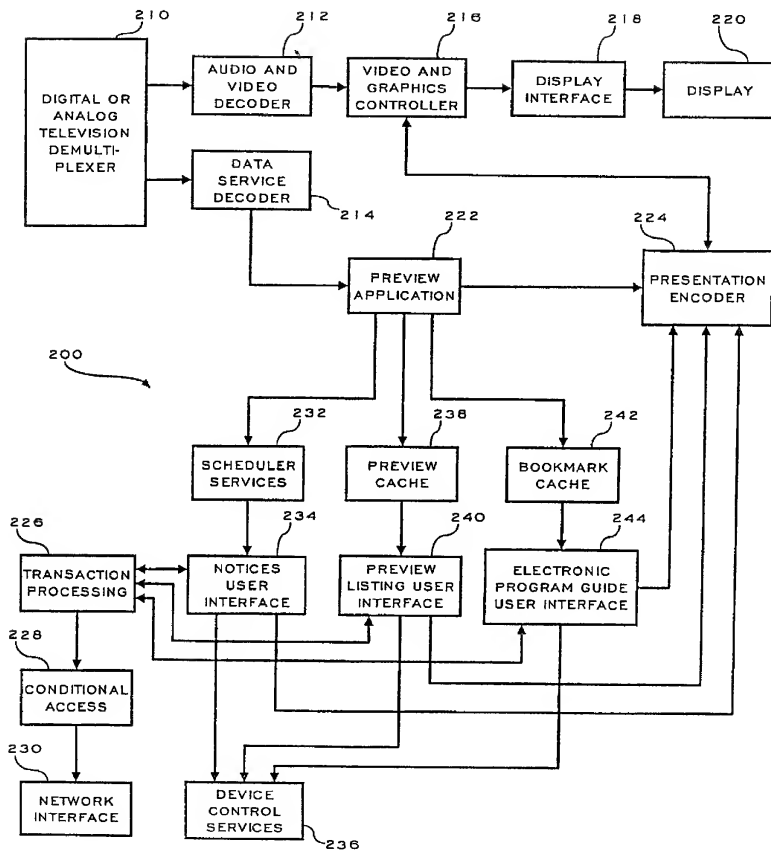 210
212
216
218
220
DIGITAL OR
ANALOG
TELEVISION
DEMULTI-
PLEXER
AUDIO AND
VIDEO
DECODER
VIDEO AND
GRAPHICS
CONTROLLER
DISPLAY
INTERFACE
DISPLAY
DATA
SERVICE
DECODER
214
222
224
PREVIEW
APPLICATION
PRESENTATION
ENCODER
200
232
238
242
SCHEDULER
SERVICES
PREVIEW
CACHE
BOOKMARK
CACHE
226
234
240
244
TRANSACTION
PROCESSING
NOTICES
USER
INTERFACE
PREVIEW
LISTING USER
INTERFACE
ELECTRONIC
PROGRAM GUIDE
USER INTERFACE
228
CONDITIONAL
ACCESS
230
NETWORK
INTERFACE
DEVICE
CONTROL
SERVICES
236